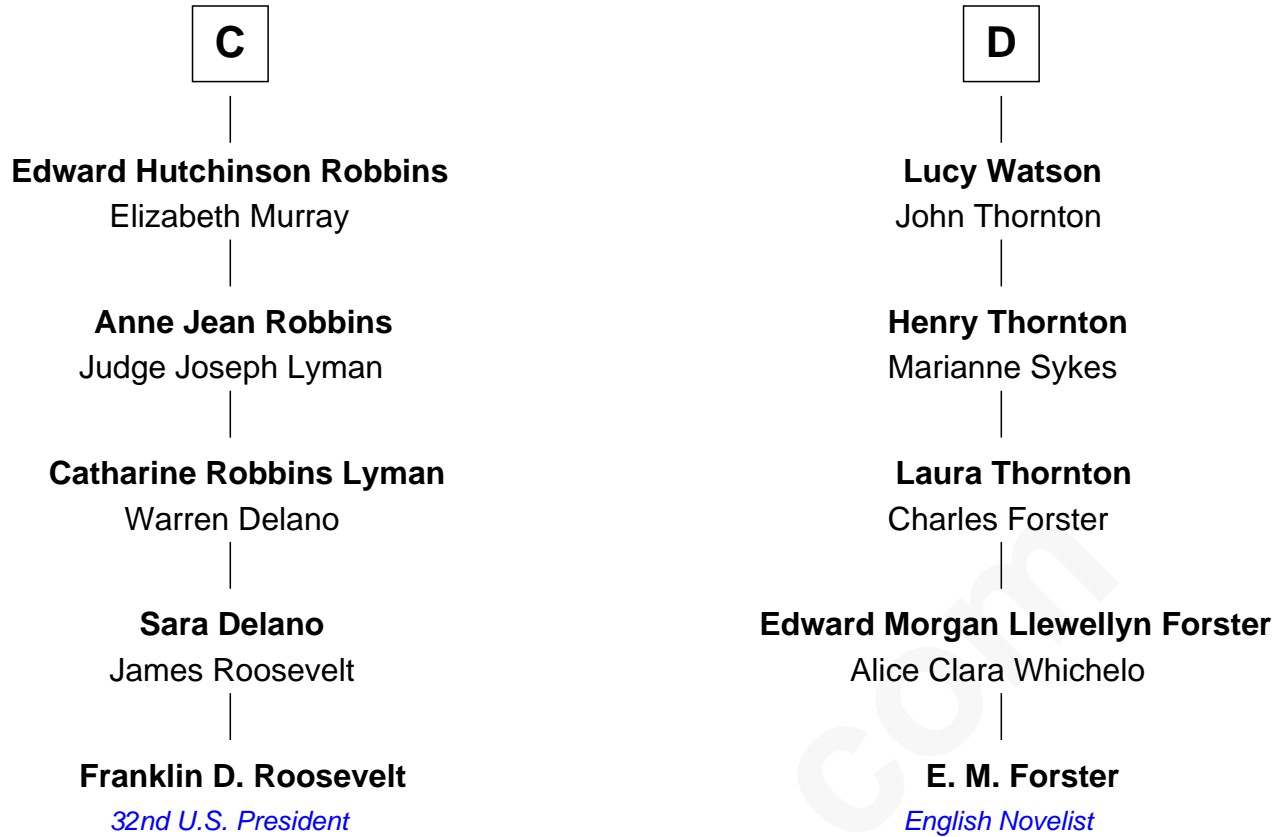 C
Edward Hutchinson Robbins
Elizabeth Murray
Anne Jean Robbins
Judge Joseph Lyman
Catharine Robbins Lyman
Warren Delano
Sara Delano
James Roosevelt
Franklin D. Roosevelt
32nd U.S. President
D
Lucy Watson
John Thornton
Henry Thornton
Marianne Sykes
Laura Thornton
Charles Forster
Edward Morgan Llewellyn Forster
Alice Clara Whichelo
E. M. Forster
English Novelist
com